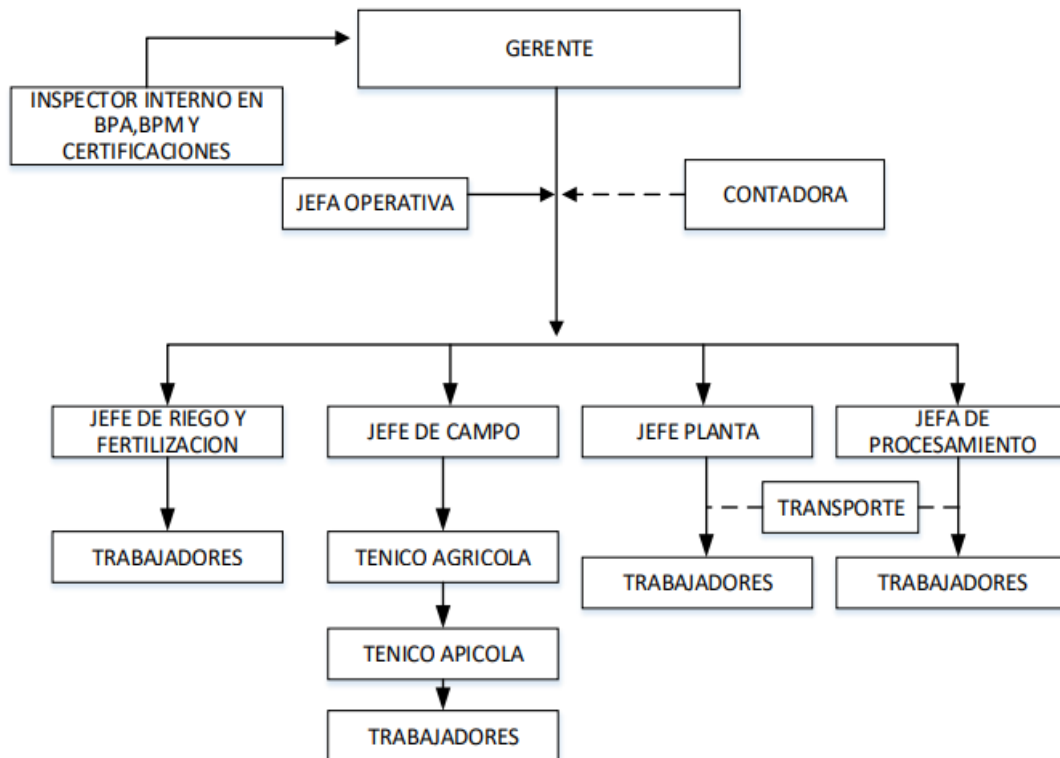 GERENTE
INSPECTOR INTERNO EN
BPA,BPM Y
CERTIFICACIONES
JEFA OPERATIVA
CONTADORA
JEFE DE RIEGO Y
FERTILIZACION
JEFE DE CAMPO
JEFE PLANTA
JEFA DE
PROCESAMIENTO
TRANSPORTE
TRABAJADORES
TENICO AGRICOLA
TRABAJADORES
TRABAJADORES
TENICO APICOLA
TRABAJADORES